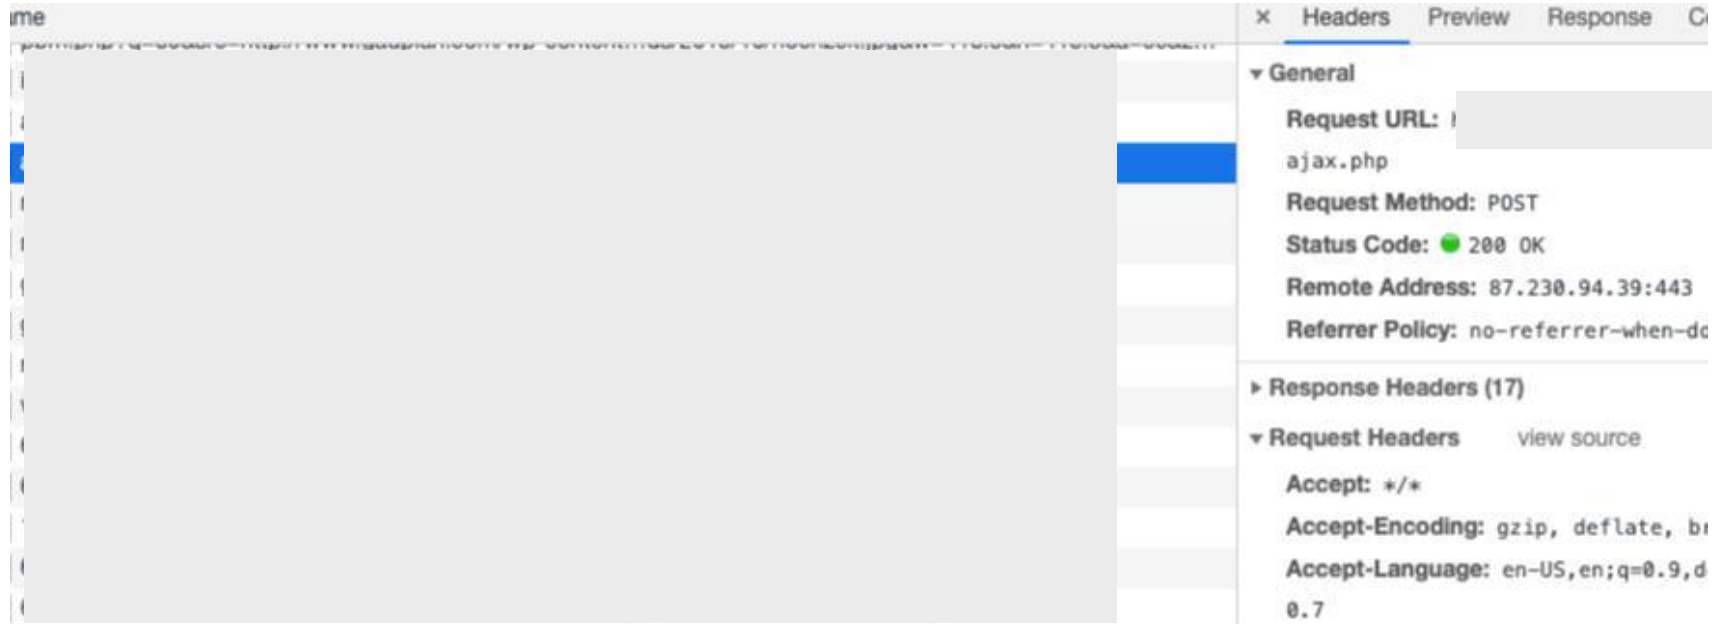 me
× Headers Preview Response
General
Request URL:
ajax.php
Request Method: POST
Status Code: 200 OK
Remote Address: 87.230.94.39:443
Referrer Policy: no-referrer-when-do
Response Headers (17)
Request Headers view source
Accept: */*
Accept-Encoding: gzip, deflate, br
Accept-Language: en-US,en;q=0.9,d
0.7